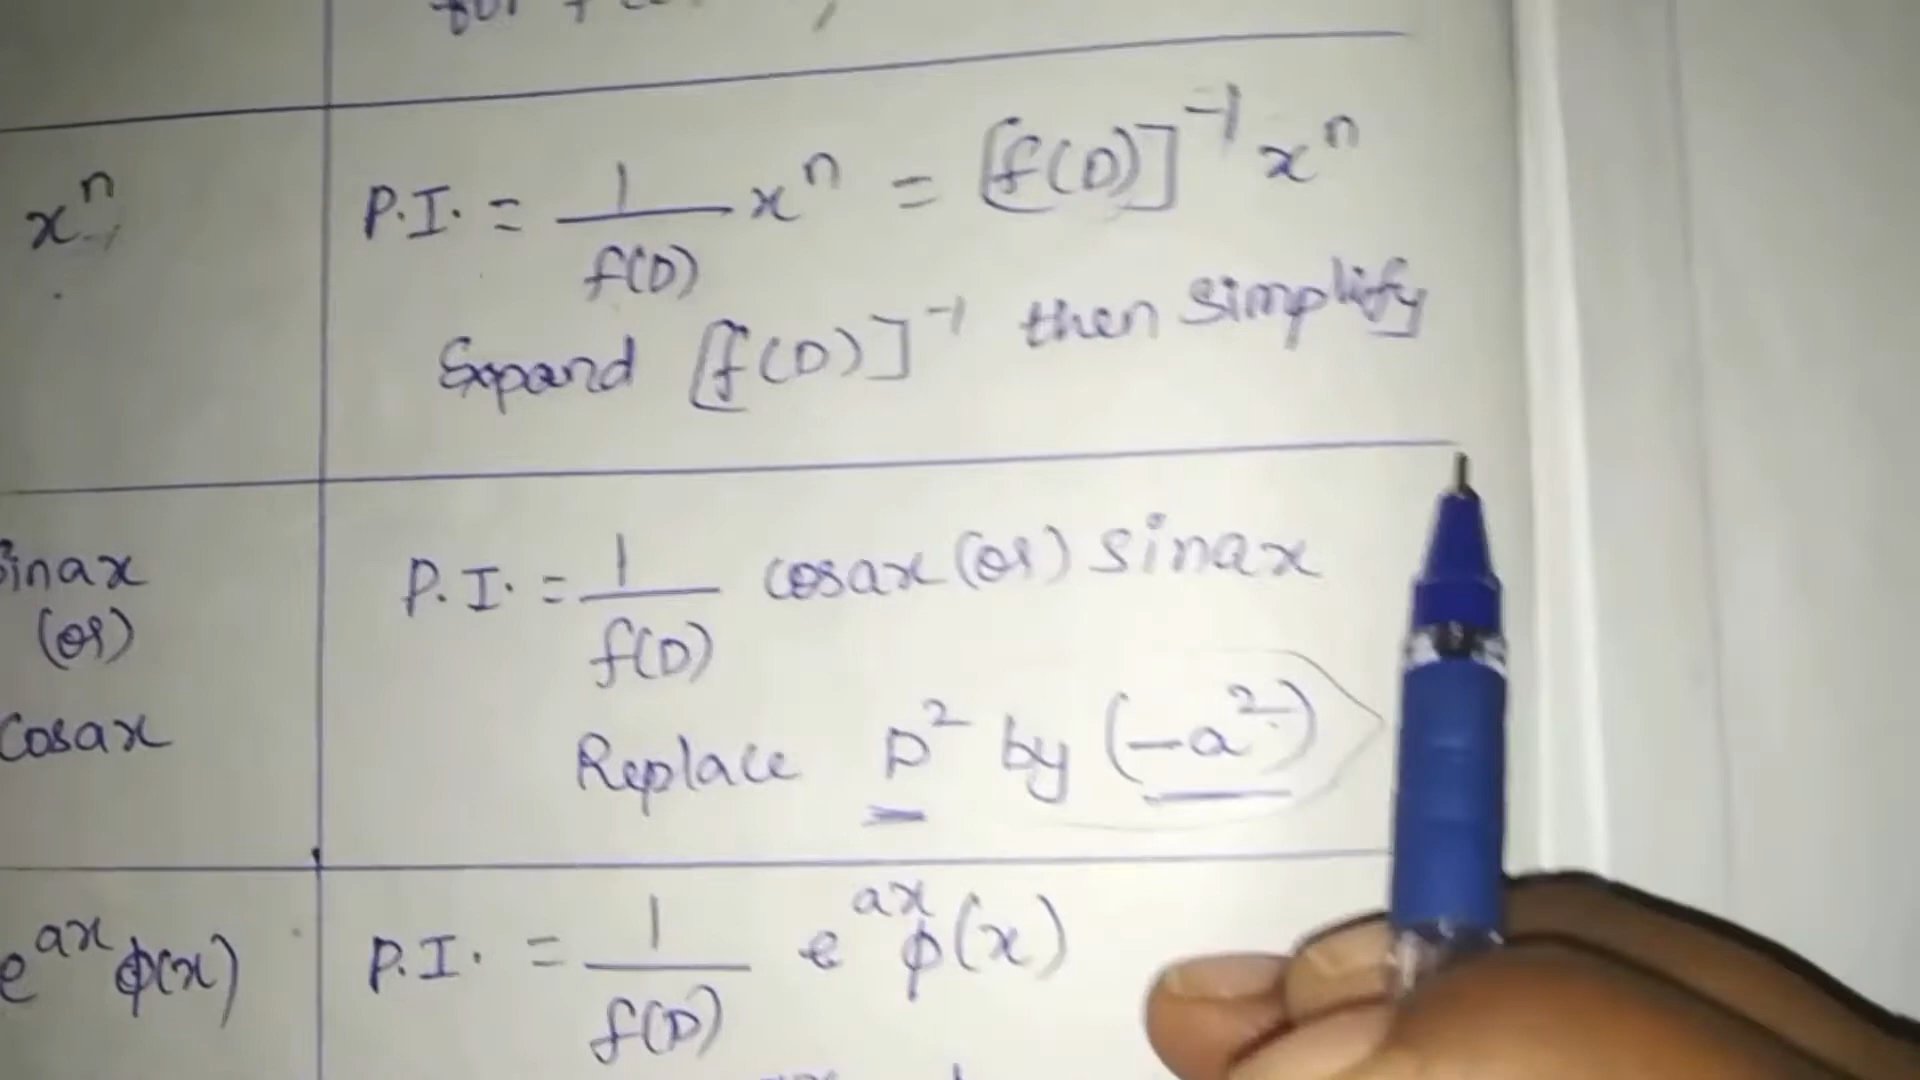 x^n
P.I. = 1/f(D) x^n = [f(D)]^-1 x^n
Expand [f(D)]^-1 then simplify
sinax
(or)
cosax
P.I. = 1/f(D) cosax (or) sinax
Replace D^2 by (-a^2)
e^ax ϕ(x)
P.I. = 1/f(D) e^ax ϕ(x)